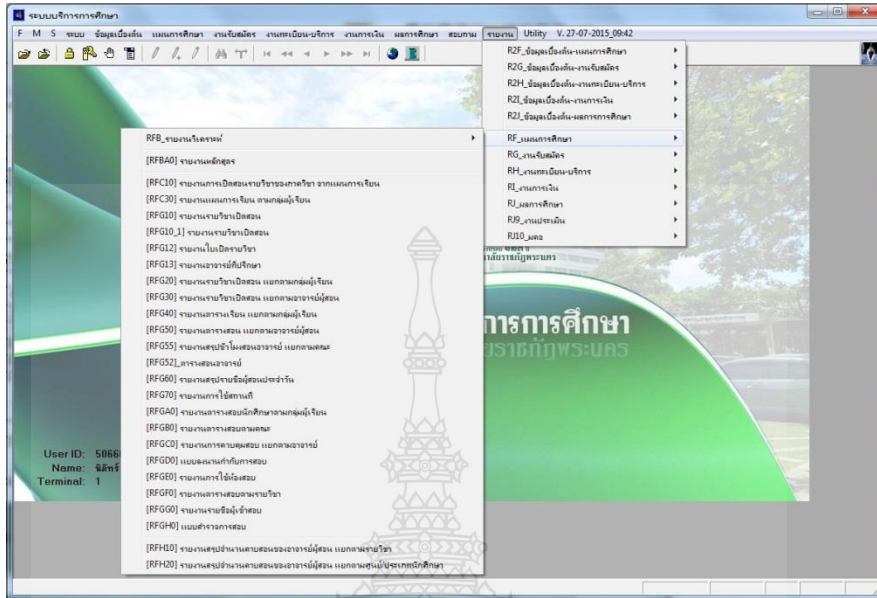 ระบบบริการการศึกษา
F M S ระบบ ข้อมูลเบื้องต้น แผนการศึกษา งานรับสมัคร งานทะเบียน-บริการ งานการเงิน ผลการศึกษา สอบถาม รายงาน Utility V. 27-07-2015_09:42
R2F_ข้อมูลเบื้องต้น-แผนการศึกษา
R2G_ข้อมูลเบื้องต้น-งานรับสมัคร
R2H_ข้อมูลเบื้องต้น-งานทะเบียน-บริการ
R2I_ข้อมูลเบื้องต้น-งานการเงิน
R2J_ข้อมูลเบื้องต้น-ผลการการศึกษา
RF_แผนการศึกษา
RG_งานรับสมัคร
RH_งานทะเบียน-บริการ
RI_งานการเงิน
RJ_ผลการศึกษา
RJ9_งานประเมิน
RJ10_มคอ
RFB_รายงานวิเคราะห์
[RFBA0] รายงานหลักสูตร
[RFC10] รายงานการเปิดสอนรายวิชาของภาควิชา จากแผนการเรียน
[RFC30] รายงานแผนการเรียน ตามกลุ่มผู้เรียน
[RFG10] รายงานรายวิชาเปิดสอน
[RFG10_1] รายงานรายวิชาเปิดสอน
[RFG12] รายงานใบเปิดรายวิชา
[RFG13] รายงานอาจารย์ที่ปรึกษา
[RFG20] รายงานรายวิชาเปิดสอน แยกตามกลุ่มผู้เรียน
[RFG30] รายงานรายวิชาเปิดสอน แยกตามอาจารย์ผู้สอน
[RFG40] รายงานตารางเรียน แยกตามกลุ่มผู้เรียน
[RFG50] รายงานตารางสอน แยกตามอาจารย์ผู้สอน
[RFG55] รายงานสรุปชั่วโมงสอนอาจารย์ แยกตามคณะ
[RFG52]_ตารางสอนอาจารย์
[RFG60] รายงานสรุปรายชื่อผู้สอนประจำวัน
[RFG70] รายงานการใช้สถานที่
[RFGA0] รายงานตารางสอบนักศึกษาตามกลุ่มผู้เรียน
[RFGB0] รายงานตารางสอบตามคณะ
[RFGC0] รายงานการคาบคุมสอบ แยกตามอาจารย์
[RFGD0] แบบลงนามกำกับการสอบ
[RFGE0] รายงานการใช้ห้องสอบ
[RFGF0] รายงานตารางสอบตามรายวิชา
[RFGG0] รายงานรายชื่อผู้เข้าสอบ
[RFGH0] แบบสำรวจการสอบ
[RFH10] รายงานสรุปจำนวนคาบสอนของอาจารย์ผู้สอน แยกตามรายวิชา
[RFH20] รายงานสรุปจำนวนคาบสอนของอาจารย์ผู้สอน แยกตามศูนย์/ประเภทนักศึกษา
าลัยราชภัฏพระนคร
การการศึกษา
ยราชภัฏพระนคร
User ID: 5066
Name:
Terminal: 1